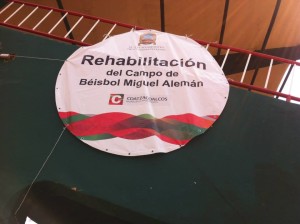 Rehabilitación
del Campo de
Béisbol Miguel Alemán
C COATZACOALCOS